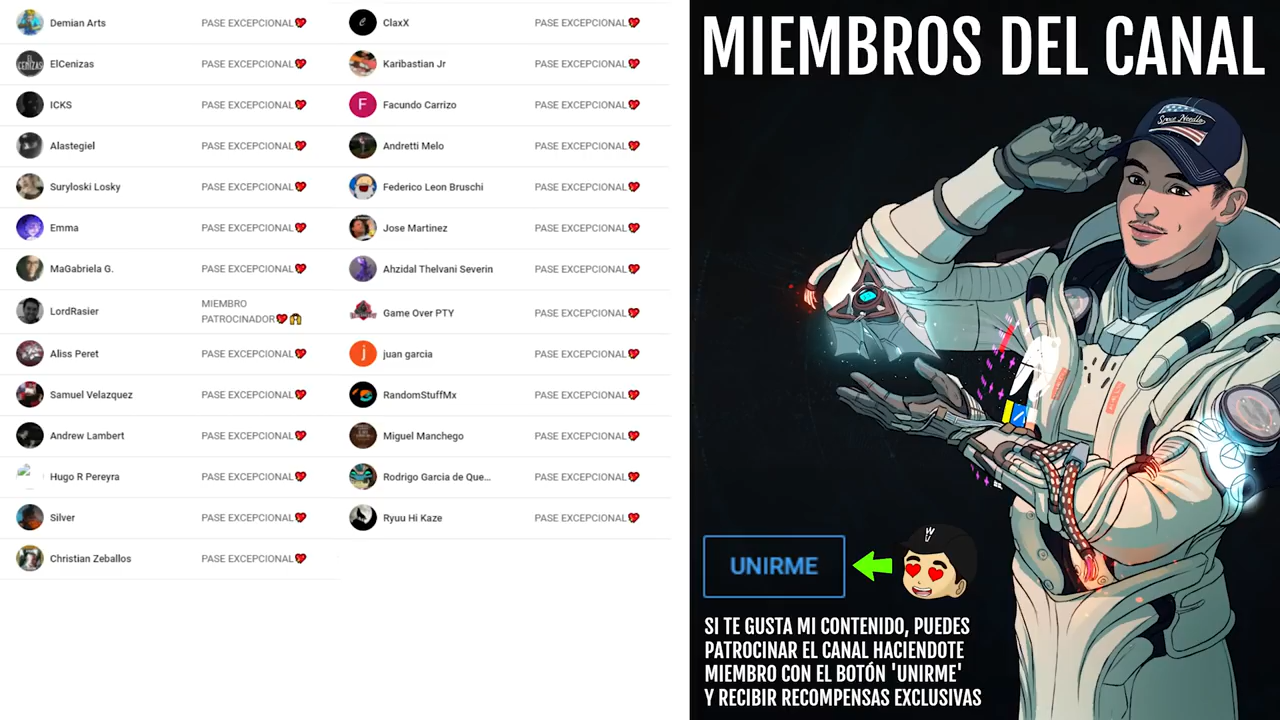 Demian Arts PASE EXCEPCIONAL
ElCenizas PASE EXCEPCIONAL
ICKS PASE EXCEPCIONAL
Alastegiel PASE EXCEPCIONAL
Suryloski Losky PASE EXCEPCIONAL
Emma PASE EXCEPCIONAL
MaGabriela G. PASE EXCEPCIONAL
LordRasier MIEMBRO
PATROCINADOR
Aliss Peret PASE EXCEPCIONAL
Samuel Velazquez PASE EXCEPCIONAL
Andrew Lambert PASE EXCEPCIONAL
Hugo R Pereyra PASE EXCEPCIONAL
Silver PASE EXCEPCIONAL
Christian Zeballos PASE EXCEPCIONAL
ClaxX PASE EXCEPCIONAL
Karibastian Jr PASE EXCEPCIONAL
F Facundo Carrizo PASE EXCEPCIONAL
Andretti Melo PASE EXCEPCIONAL
Federico Leon Bruschi PASE EXCEPCIONAL
Jose Martinez PASE EXCEPCIONAL
Ahzidal Thelvani Severin PASE EXCEPCIONAL
Game Over PTY PASE EXCEPCIONAL
j juan garcia PASE EXCEPCIONAL
RandomStuffMx PASE EXCEPCIONAL
Miguel Manchego PASE EXCEPCIONAL
Rodrigo Garcia de Que... PASE EXCEPCIONAL
Ryuu Hi Kaze PASE EXCEPCIONAL
MIEMBROS DEL CANAL
Space Needle
UNIRME
SI TE GUSTA MI CONTENIDO, PUEDES
PATROCINAR EL CANAL HACIENDOTE
MIEMBRO CON EL BOTÓN 'UNIRME'
Y RECIBIR RECOMPENSAS EXCLUSIVAS